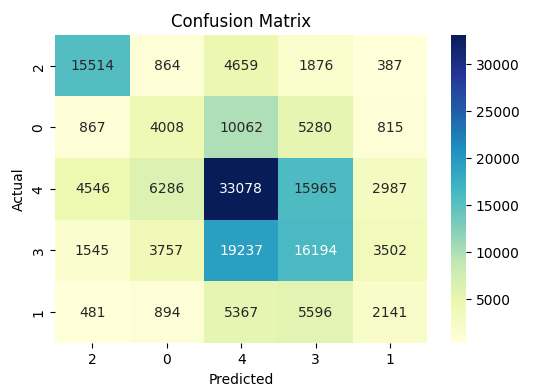 Confusion Matrix
Actual
2 15514 864 4659 1876 387
0 867 4008 10062 5280 815
4 4546 6286 33078 15965 2987
3 1545 3757 19237 16194 3502
1 481 894 5367 5596 2141
2 0 4 3 1
Predicted
30000
25000
20000
15000
10000
5000